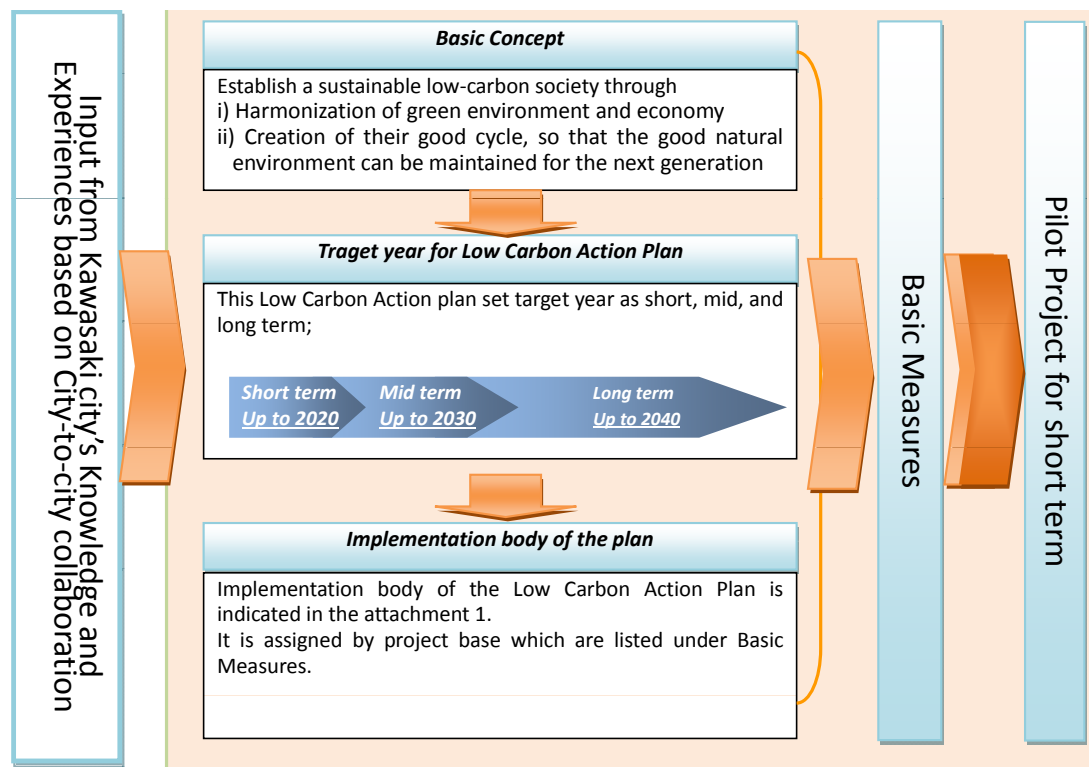 Input from Kawasaki city's Knowledge and
Experiences based on City-to-city collaboration
Basic Concept
Establish a sustainable low-carbon society through
i) Harmonization of green environment and economy
ii) Creation of their good cycle, so that the good natural
environment can be maintained for the next generation
Traget year for Low Carbon Action Plan
This Low Carbon Action plan set target year as short, mid, and
long term;
Short term
Up to 2020
Mid term
Up to 2030
Long term
Up to 2040
Implementation body of the plan
Implementation body of the Low Carbon Action Plan is
indicated in the attachment 1.
It is assigned by project base which are listed under Basic
Measures.
Basic Measures
Pilot Project for short term